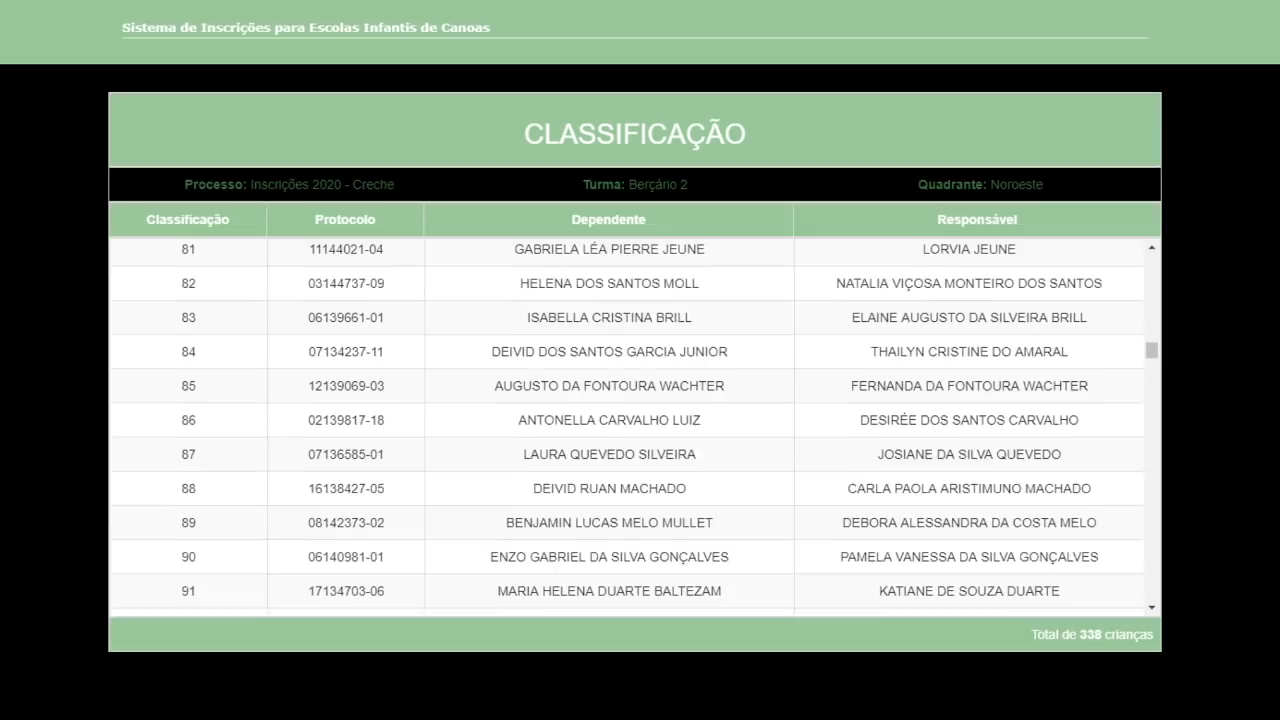 Sistema de Inscrições para Escolas Infantis de Canoas
CLASSIFICAÇÃO
Processo: Inscrições 2020 - Creche Turma: Berçário 2 Quadrante: Noroeste
Classificação Protocolo Dependente Responsável
81 11144021-04 GABRIELA LÉA PIERRE JEUNE LORVIA JEUNE
82 03144737-09 HELENA DOS SANTOS MOLL NATALIA VIÇOSA MONTEIRO DOS SANTOS
83 06139661-01 ISABELLA CRISTINA BRILL ELAINE AUGUSTO DA SILVEIRA BRILL
84 07134237-11 DEIVID DOS SANTOS GARCIA JUNIOR THAILYN CRISTINE DO AMARAL
85 12139069-03 AUGUSTO DA FONTOURA WACHTER FERNANDA DA FONTOURA WACHTER
86 02139817-18 ANTONELLA CARVALHO LUIZ DESIRÉE DOS SANTOS CARVALHO
87 07136585-01 LAURA QUEVEDO SILVEIRA JOSIANE DA SILVA QUEVEDO
88 16138427-05 DEIVID RUAN MACHADO CARLA PAOLA ARISTIMUNO MACHADO
89 08142373-02 BENJAMIN LUCAS MELO MULLET DEBORA ALESSANDRA DA COSTA MELO
90 06140981-01 ENZO GABRIEL DA SILVA GONÇALVES PAMELA VANESSA DA SILVA GONÇALVES
91 17134703-06 MARIA HELENA DUARTE BALTEZAM KATIANE DE SOUZA DUARTE
Total de 338 crianças